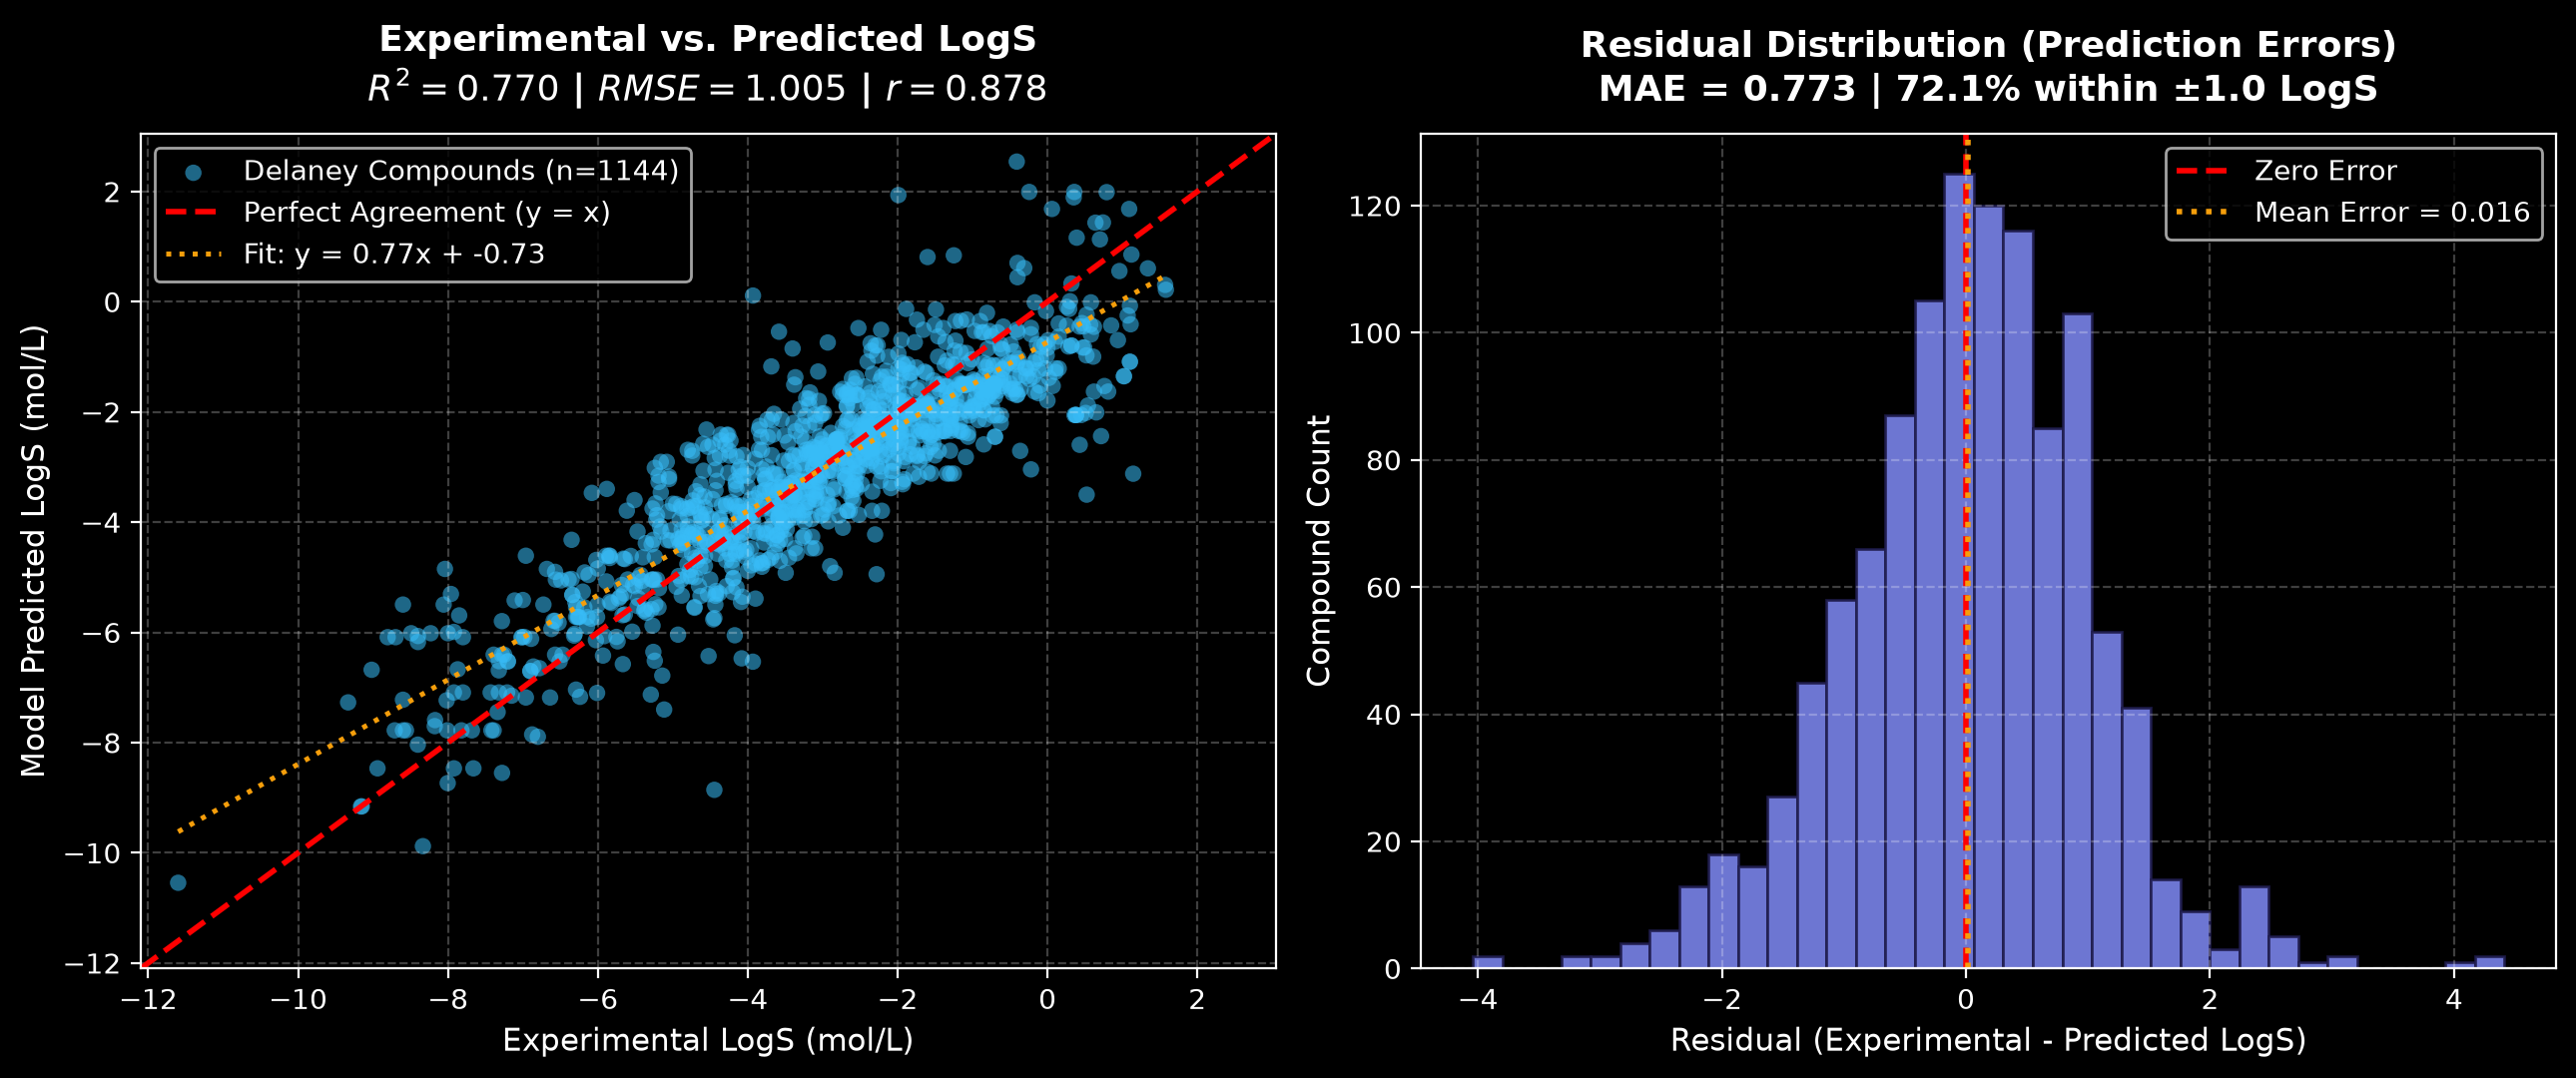 Experimental vs. Predicted LogS
R² = 0.770 | RMSE = 1.005 | r = 0.878
Delaney Compounds (n=1144)
Perfect Agreement (y = x)
Fit: y = 0.77x + -0.73
Model Predicted LogS (mol/L)
2
0
−2
−4
−6
−8
−10
−12
−12 −10 −8 −6 −4 −2 0 2
Experimental LogS (mol/L)
Residual Distribution (Prediction Errors)
MAE = 0.773 | 72.1% within ±1.0 LogS
Zero Error
Mean Error = 0.016
Compound Count
120
100
80
60
40
20
0
−4 −2 0 2 4
Residual (Experimental - Predicted LogS)